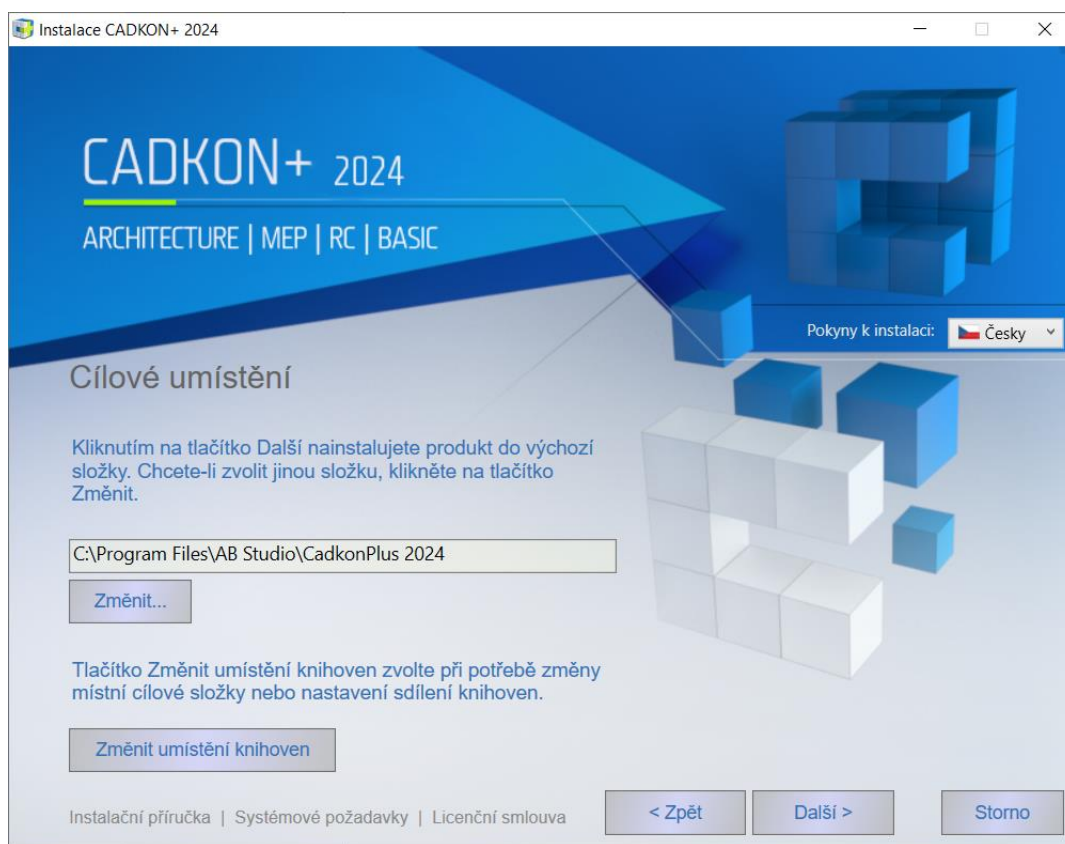 Instalace CADKON+ 2024
CADKON+ 2024
ARCHITECTURE | MEP | RC | BASIC
Pokyny k instalaci:
Česky
Cílové umístění
Kliknutím na tlačítko Další nainstalujete produkt do výchozí
složky. Chcete-li zvolit jinou složku, klikněte na tlačítko
Změnit.
C:\Program Files\AB Studio\CadkonPlus 2024
Změnit...
Tlačítko Změnit umístění knihoven zvolte při potřebě změny
místní cílové složky nebo nastavení sdílení knihoven.
Změnit umístění knihoven
Instalační příručka | Systémové požadavky | Licenční smlouva
< Zpět
Další >
Storno